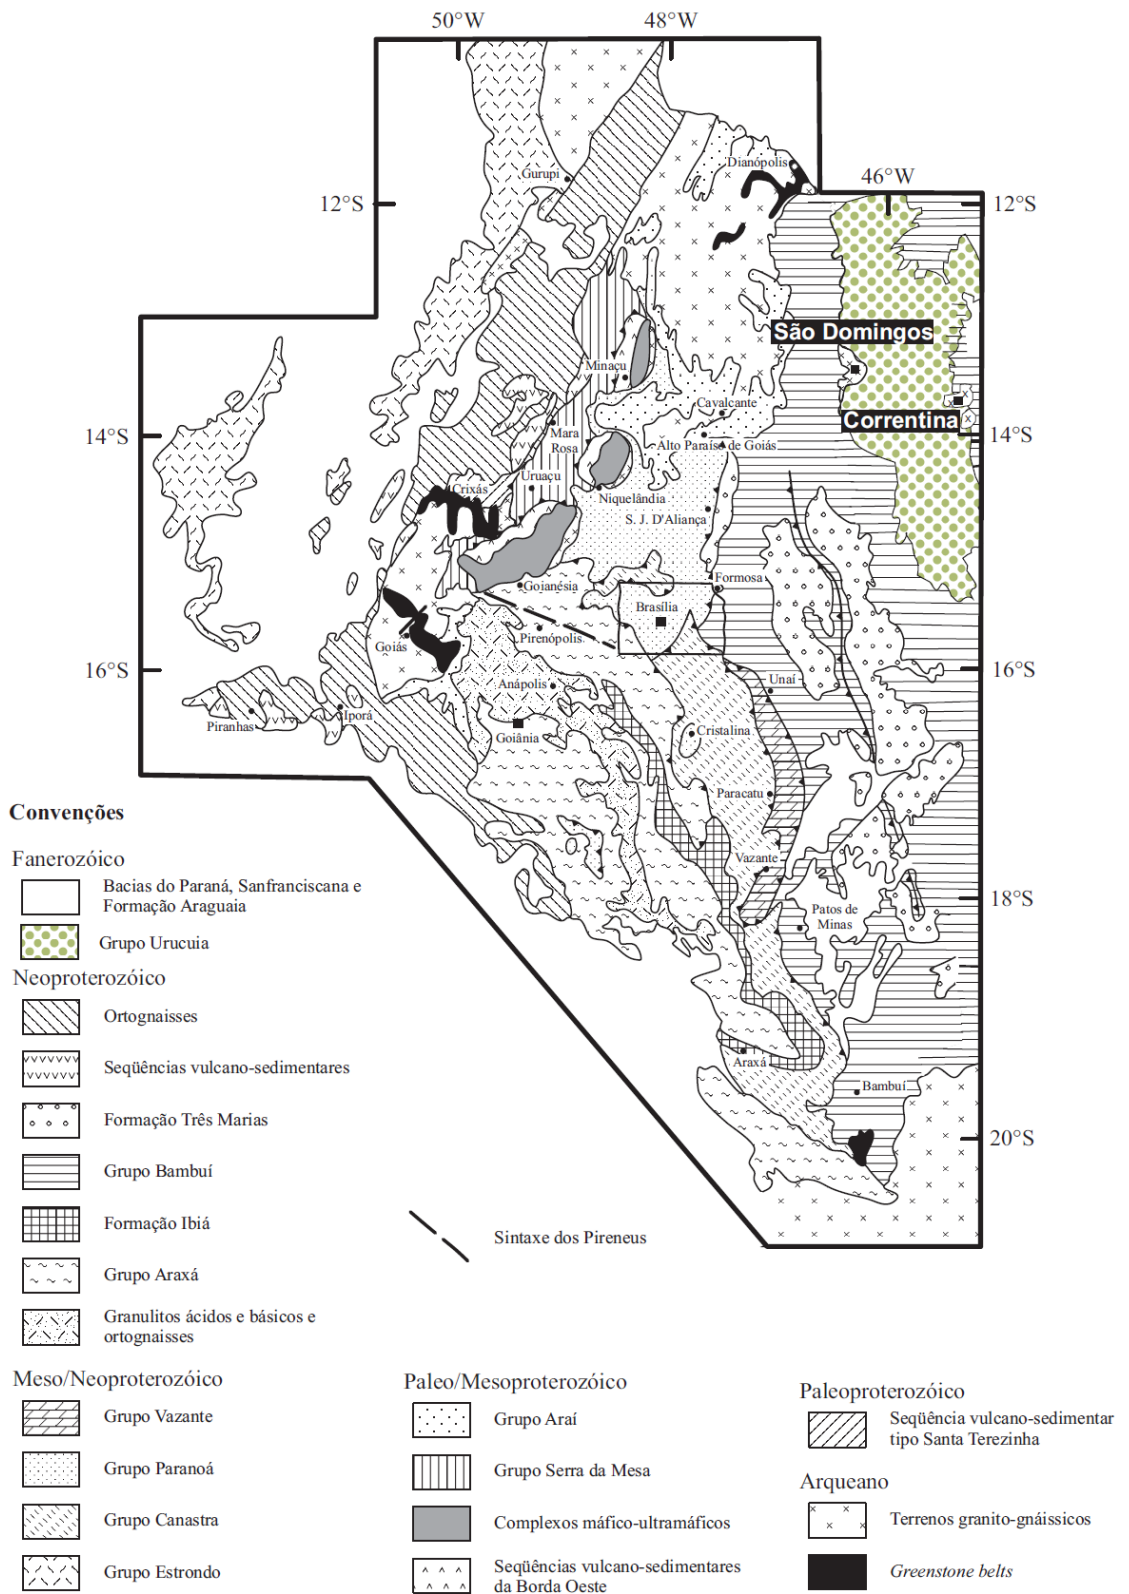 50°W 48°W
Dianópolis
Gurupi
46°W
12°S 12°S
São Domingos
Minaçu
Cavalcante
Correntina
14°S 14°S
Mara
Rosa
Alto Paraíso de Goiás
Uruaçu
Crixás
Niquelândia
S. J. D'Aliança
Formosa
Goianésia
Brasília
Pirenópolis
Goiás
16°S 16°S
Unaí
Anápolis
Iporá
Piranhas
Goiânia
Cristalina
Paracatu
Vazante
18°S
Patos de
Minas
Araxá
Bambuí
20°S
Convenções
Fanerozóico
Bacias do Paraná, Sanfranciscana e
Formação Araguaia
Grupo Urucuia
Neoproterozóico
Ortognaisses
Seqüências vulcano-sedimentares
Formação Três Marias
Grupo Bambuí
Formação Ibiá
Grupo Araxá
Granulitos ácidos e básicos e
ortognaisses
Sintaxe dos Pireneus
Meso/Neoproterozóico
Grupo Vazante
Grupo Paranoá
Grupo Canastra
Grupo Estrondo
Paleo/Mesoproterozóico
Grupo Araí
Grupo Serra da Mesa
Complexos máfico-ultramáficos
Seqüências vulcano-sedimentares
da Borda Oeste
Paleoproterozóico
Seqüência vulcano-sedimentar
tipo Santa Terezinha
Arqueano
Terrenos granito-gnáissicos
Greenstone belts